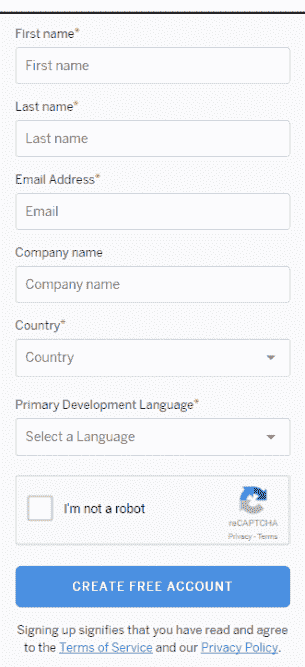 First name*
First name
Last name*
Last name
Email Address*
Email
Company name
Company name
Country*
Country
Primary Development Language*
Select a Language
I'm not a robot
reCAPTCHA
Privacy - Terms
CREATE FREE ACCOUNT
Signing up signifies that you have read and agree
to the Terms of Service and our Privacy Policy.